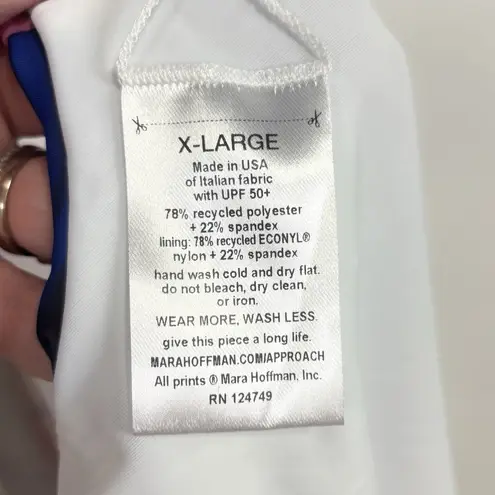 X-LARGE
Made in USA
of Italian fabric
with UPF 50+
78% recycled polyester
+ 22% spandex
lining: 78% recycled ECONYL®
nylon + 22% spandex
hand wash cold and dry flat.
do not bleach, dry clean,
or iron.
WEAR MORE, WASH LESS.
give this piece a long life.
MARAHOFFMAN.COM/APPROACH
All prints ® Mara Hoffman, Inc.
RN 124749